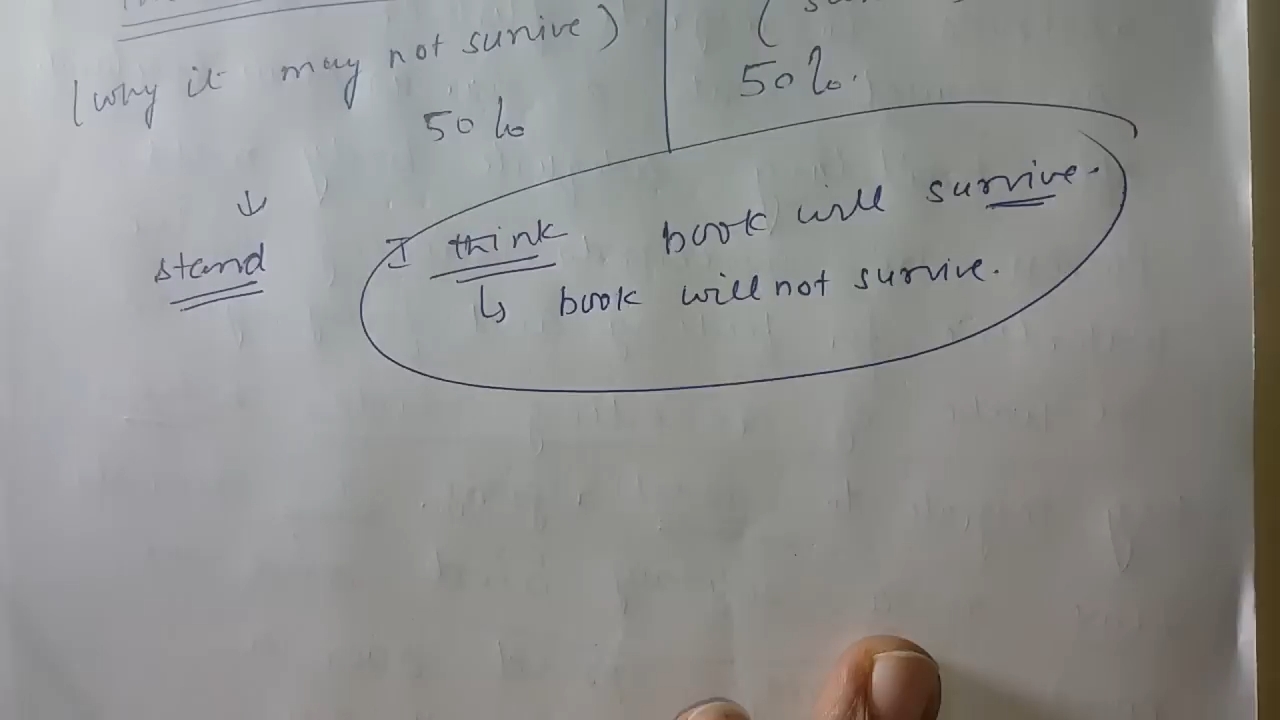 (why it may not survive)
50%
50%.
↓
stand
I think book will survive.
↳ book will not survive.